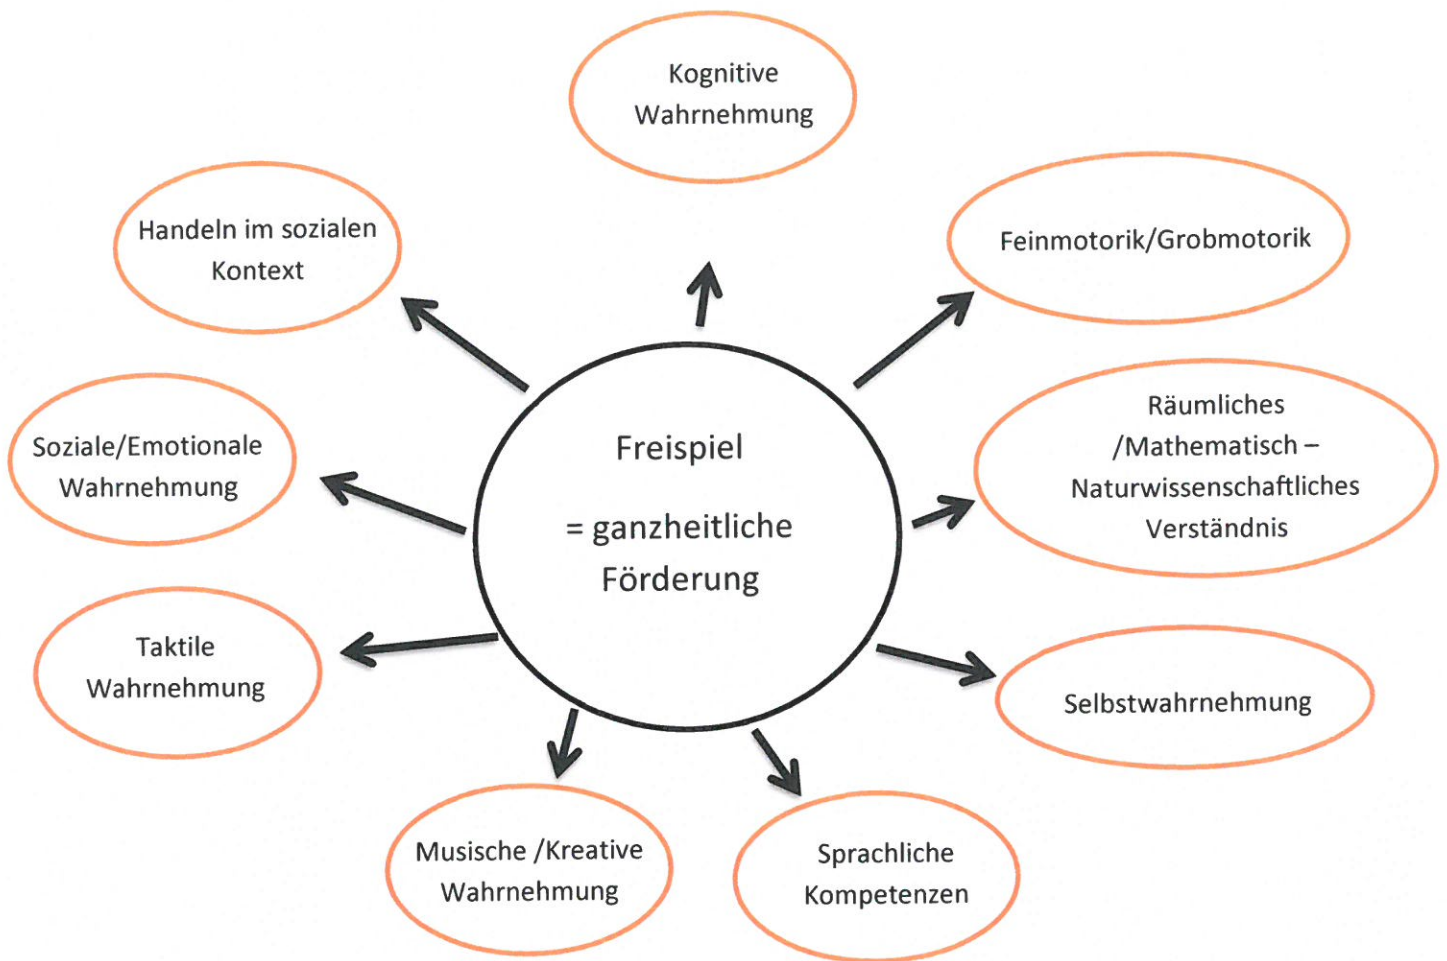 Kognitive
Wahrnehmung
Handeln im sozialen
Kontext
Feinmotorik/Grobmotorik
Soziale/Emotionale
Wahrnehmung
Freispiel
= ganzheitliche
Förderung
Räumliches
/Mathematisch –
Naturwissenschaftliches
Verständnis
Taktile
Wahrnehmung
Selbstwahrnehmung
Musische /Kreative
Wahrnehmung
Sprachliche
Kompetenzen